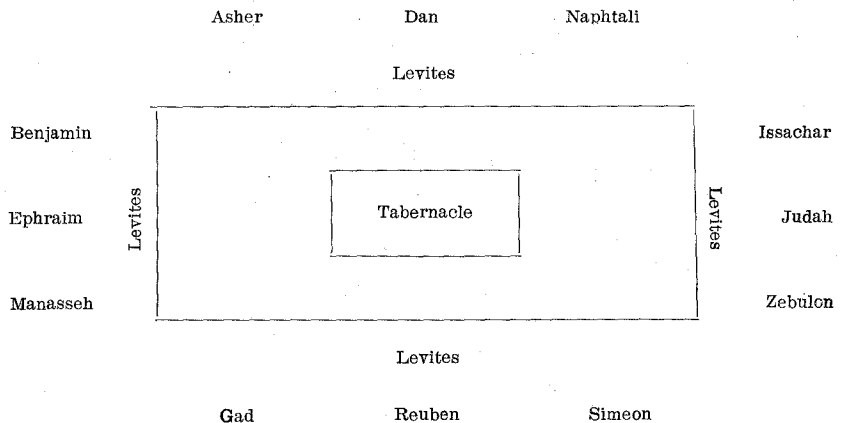 Asher Dan Naphtali
Levites
Benjamin Issachar
Levites Levites
Ephraim Tabernacle Judah
Manasseh Zebulon
Levites
Gad Reuben Simeon